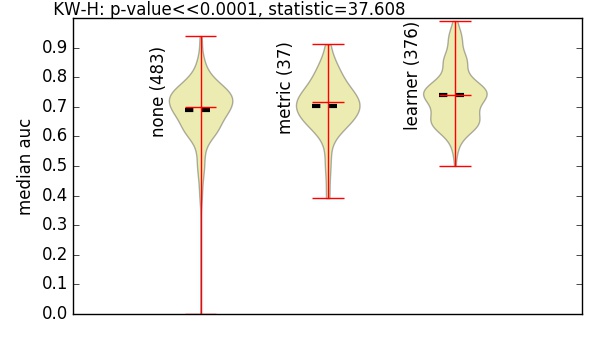 KW-H: p-value<<0.0001, statistic=37.608
median auc
0.9
0.8
0.7
0.6
0.5
0.4
0.3
0.2
0.1
0.0
none (483)
metric (37)
learner (376)